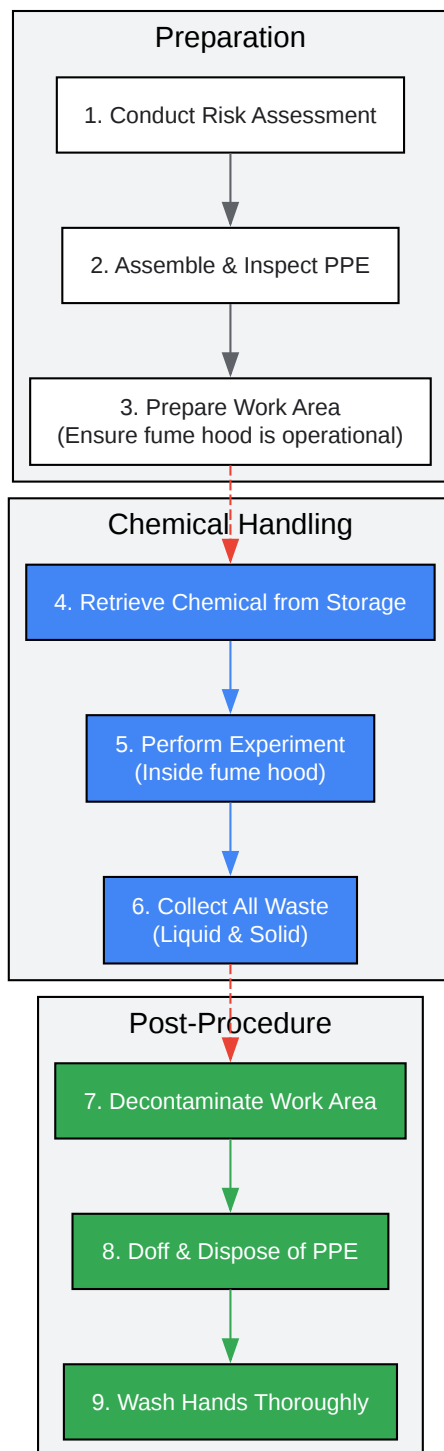 Preparation
1. Conduct Risk Assessment
2. Assemble & Inspect PPE
3. Prepare Work Area
(Ensure fume hood is operational)
Chemical Handling
4. Retrieve Chemical from Storage
5. Perform Experiment
(Inside fume hood)
6. Collect All Waste
(Liquid & Solid)
Post-Procedure
7. Decontaminate Work Area
8. Doff & Dispose of PPE
9. Wash Hands Thoroughly